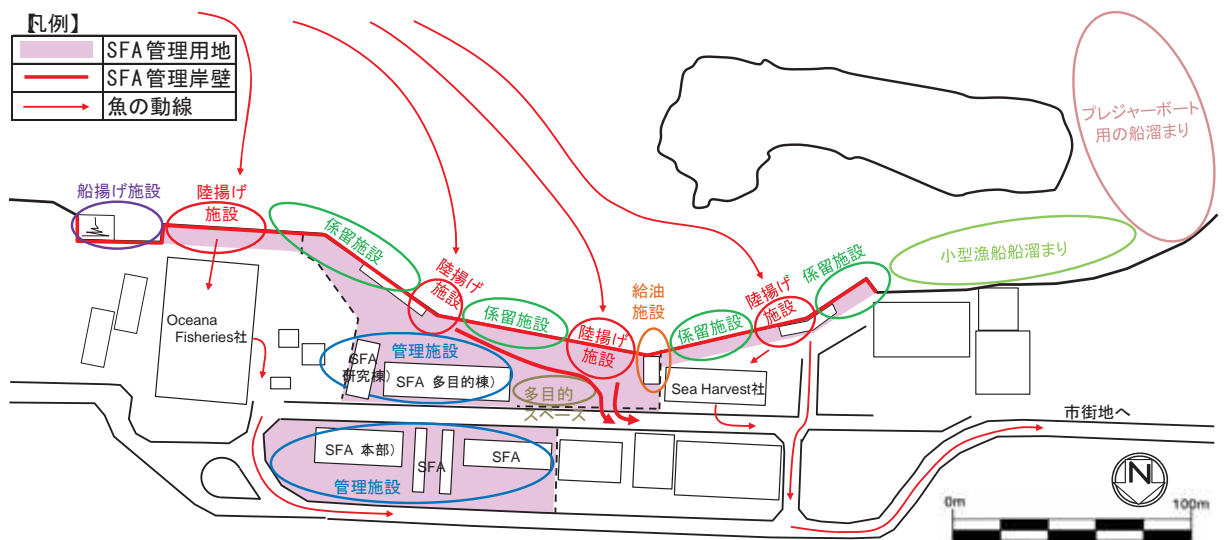 【凡例】
SFA管理用地
SFA管理岸壁
魚の動線
プレジャーボート
用の船溜まり
船揚げ施設
陸揚げ
施設
係留施設
小型漁船船溜まり
陸揚げ
施設
係留施設
陸揚げ
施設
給油
施設
係留施設
陸揚げ
施設
係留施設
Oceana
Fisheries社
管理施設
SFA
研究棟)
SFA 多目的棟)
多目的
スペース
Sea Harvest社
市街地へ
SFA 本部)
SFA
SFA
管理施設
N
0m
100m